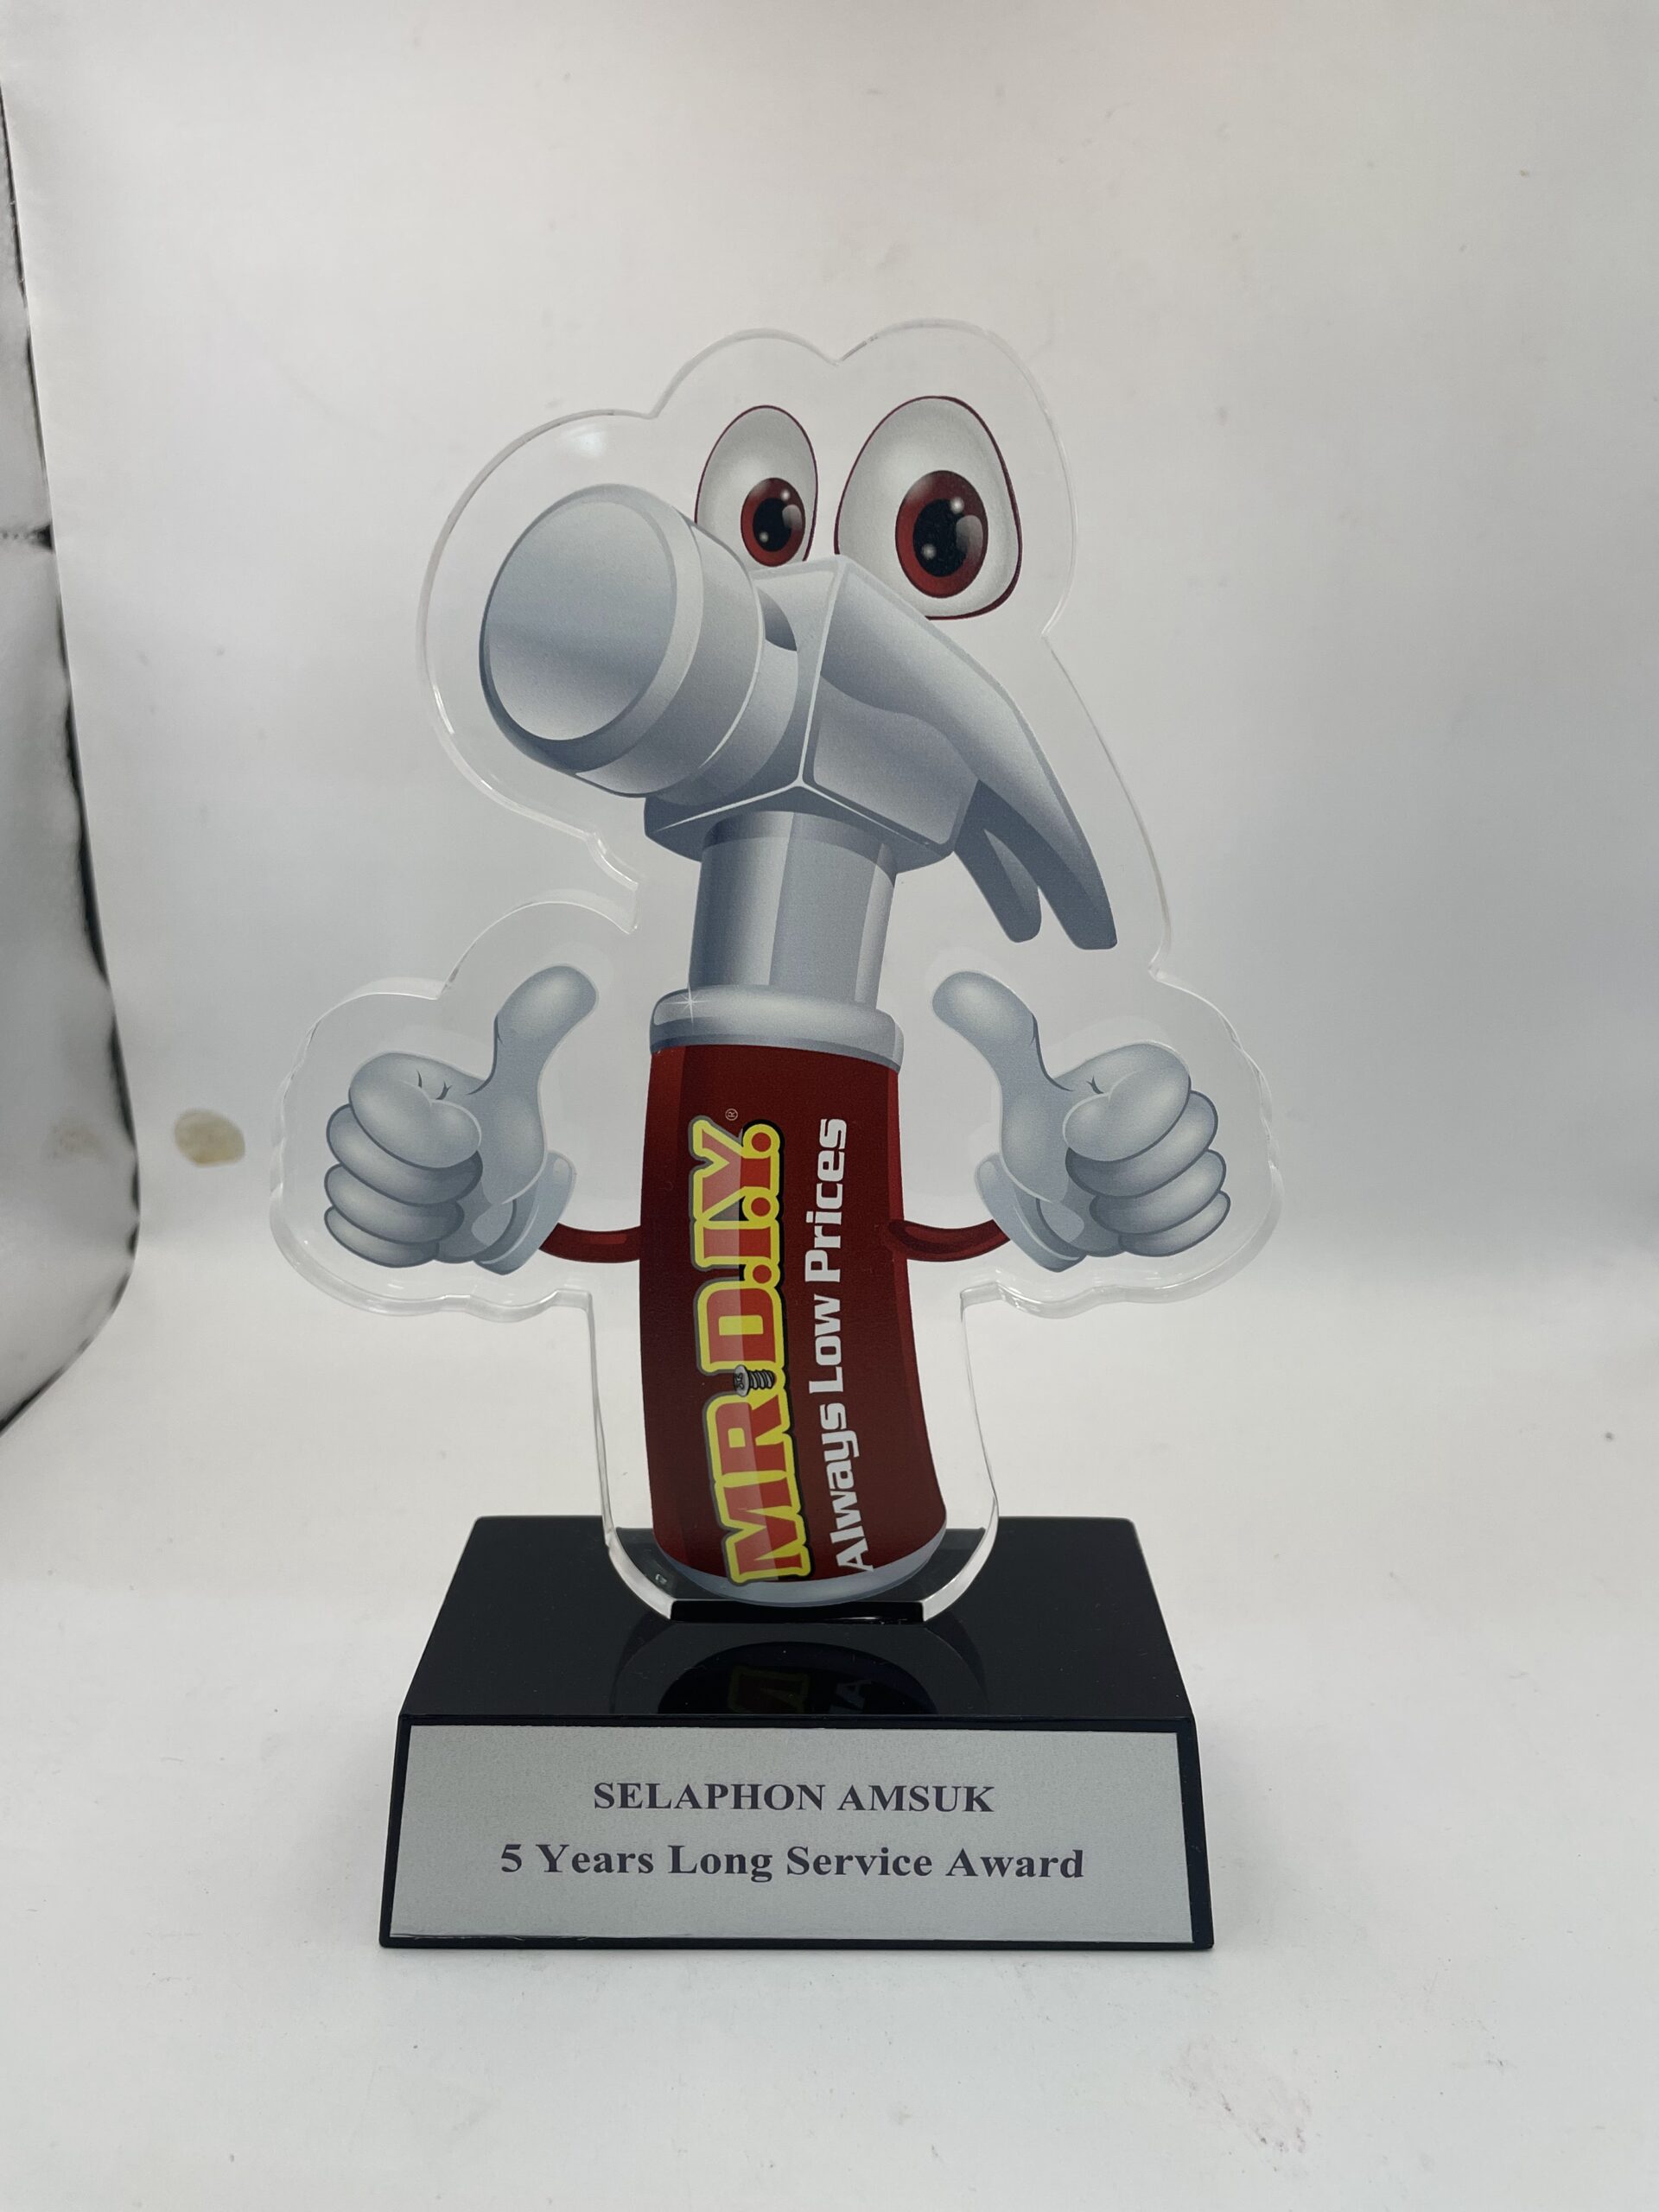 MR.D.I.Y.®
Always Low Prices
SELAPHON AMSUK
5 Years Long Service Award